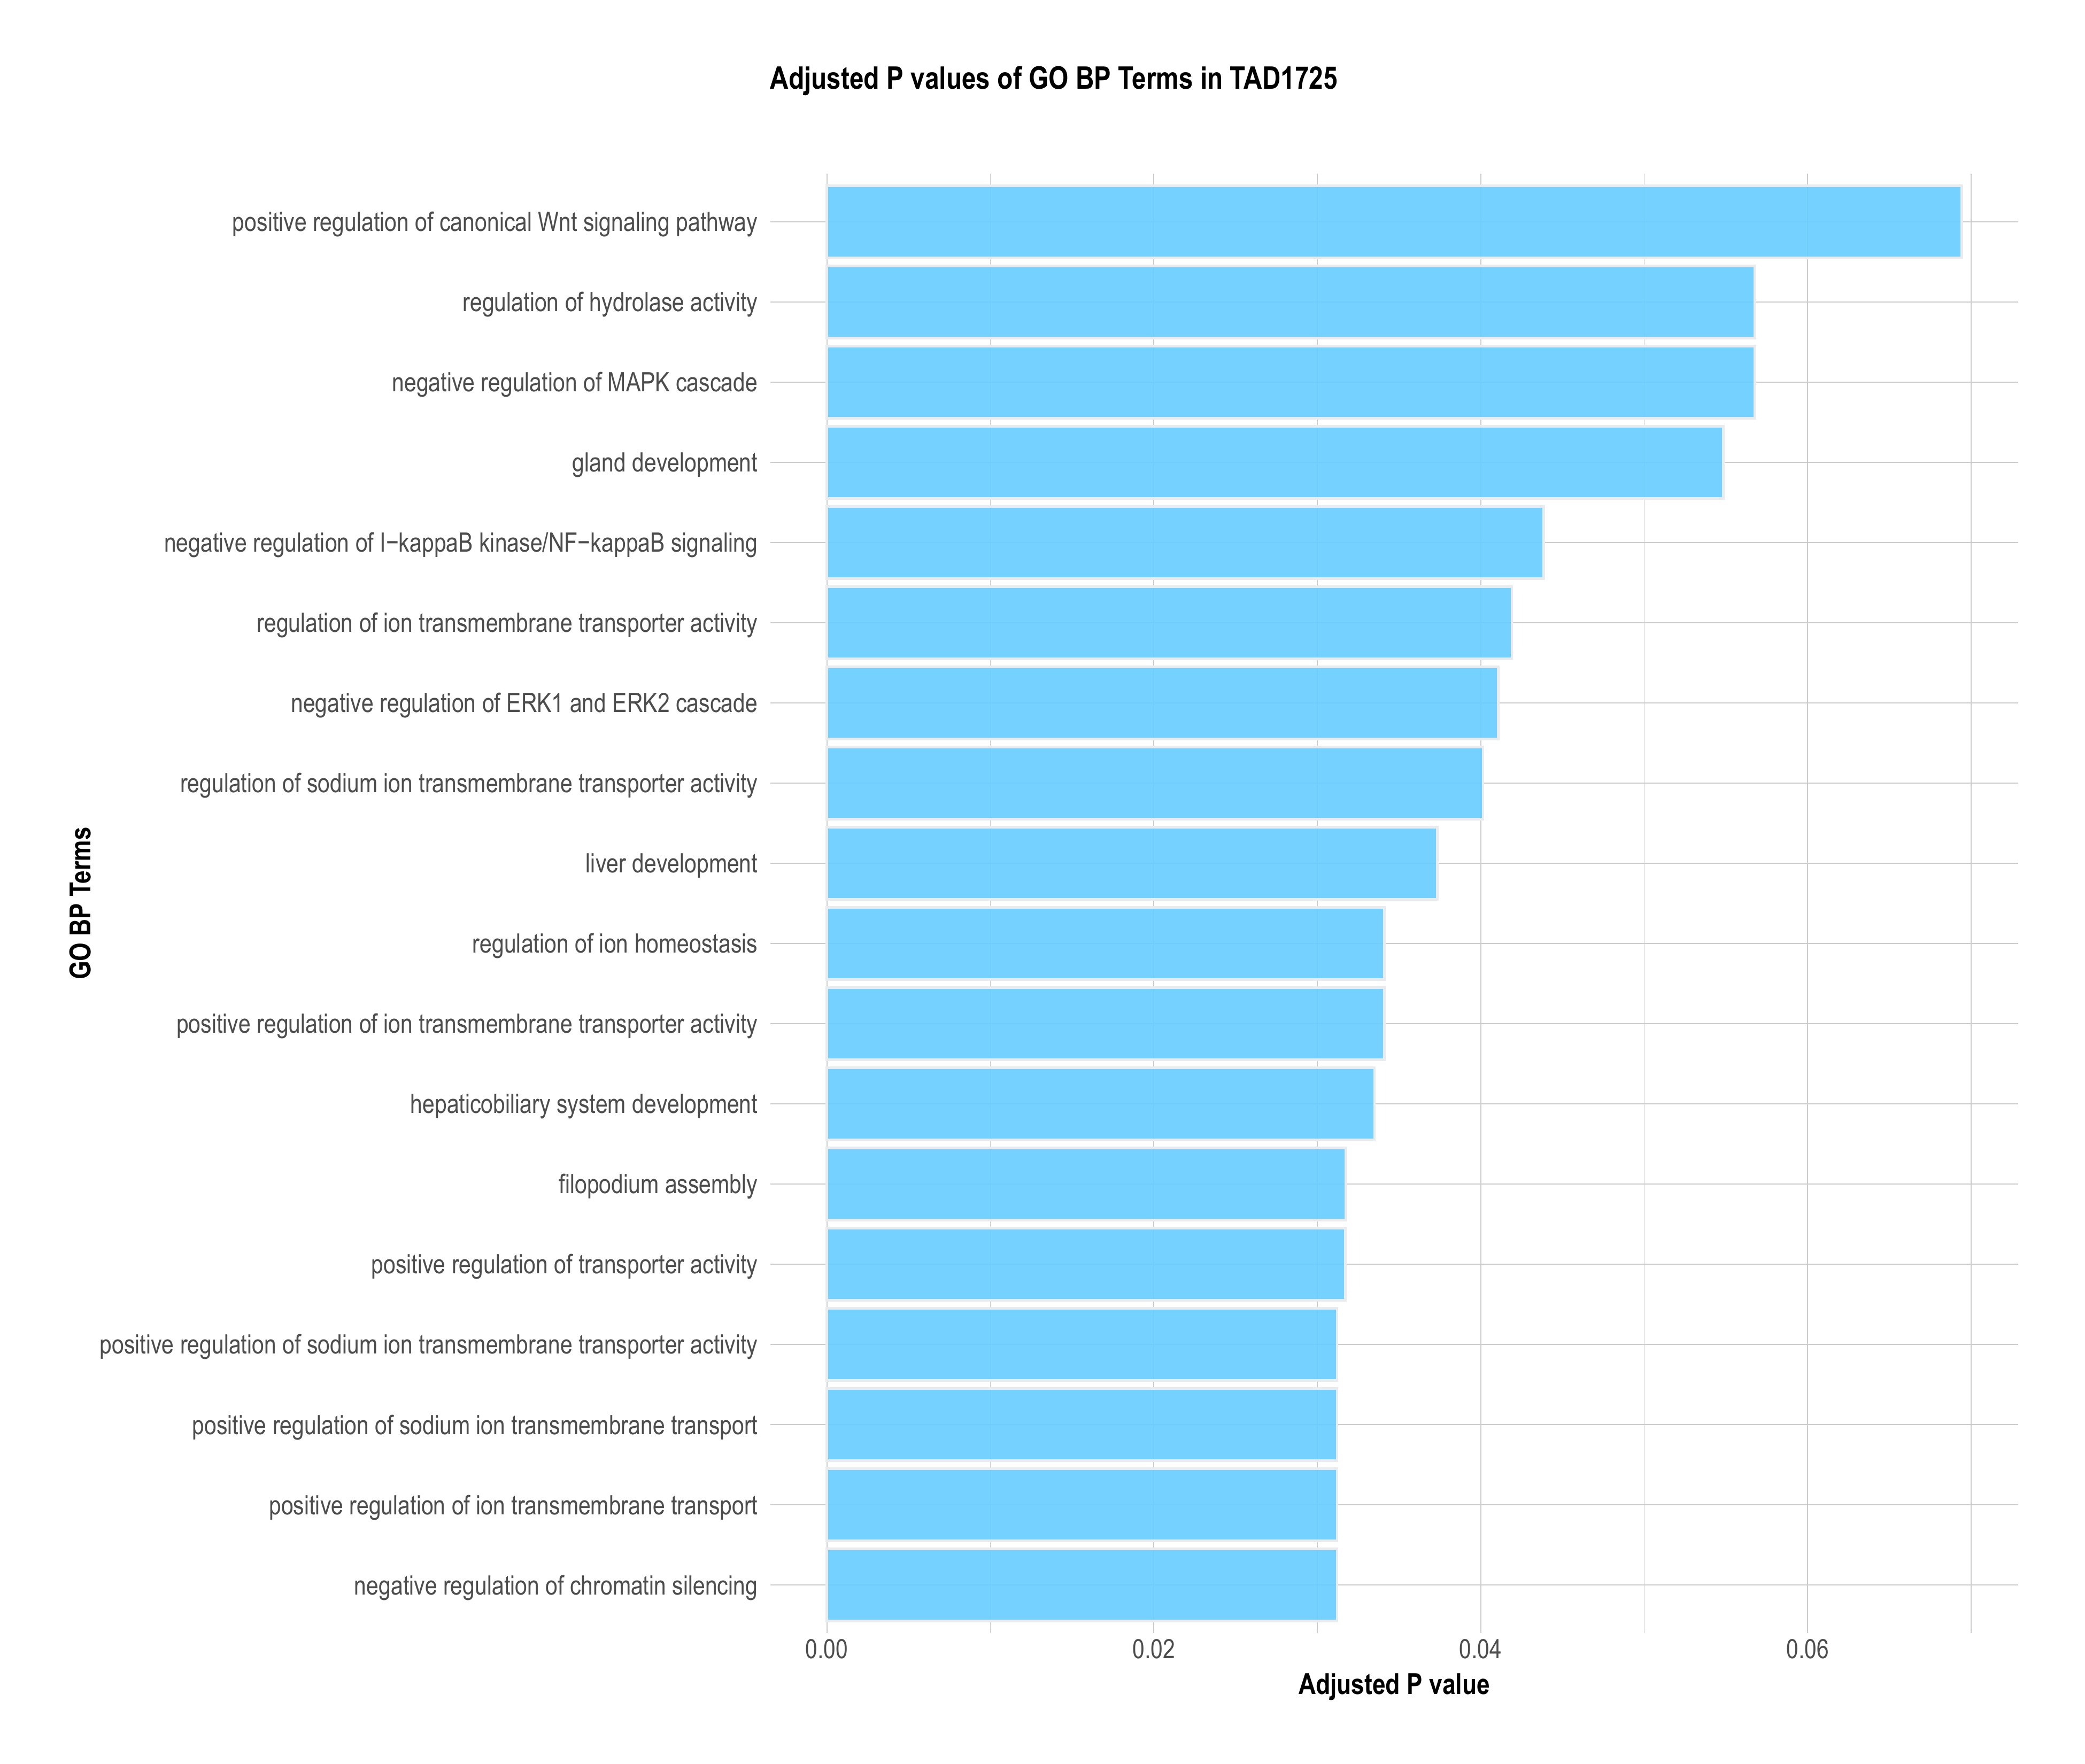 Adjusted P values of GO BP Terms in TAD1725
GO BP Terms
positive regulation of canonical Wnt signaling pathway
regulation of hydrolase activity
negative regulation of MAPK cascade
gland development
negative regulation of I−kappaB kinase/NF−kappaB signaling
regulation of ion transmembrane transporter activity
negative regulation of ERK1 and ERK2 cascade
regulation of sodium ion transmembrane transporter activity
liver development
regulation of ion homeostasis
positive regulation of ion transmembrane transporter activity
hepaticobiliary system development
filopodium assembly
positive regulation of transporter activity
positive regulation of sodium ion transmembrane transporter activity
positive regulation of sodium ion transmembrane transport
positive regulation of ion transmembrane transport
negative regulation of chromatin silencing
0.00 0.02 0.04 0.06
Adjusted P value